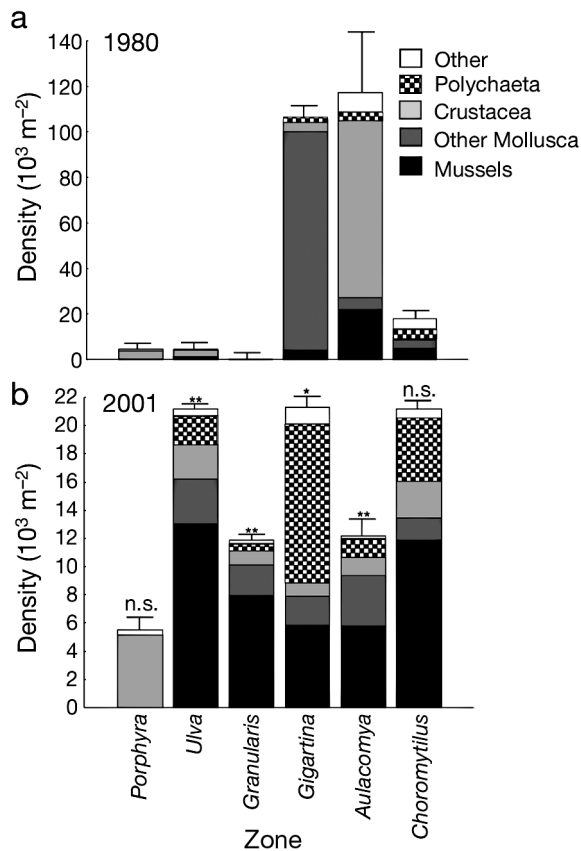 a
1980
140
120
100
80
60
40
20
0
Density (10³ m⁻²)
Other
Polychaeta
Crustacea
Other Mollusca
Mussels
b
2001
22
20
18
16
14
12
10
8
6
4
2
0
Density (10³ m⁻²)
n.s.
**
**
*
**
n.s.
Porphyra
Ulva
Granularis
Gigartina
Aulacomya
Choromytilus
Zone